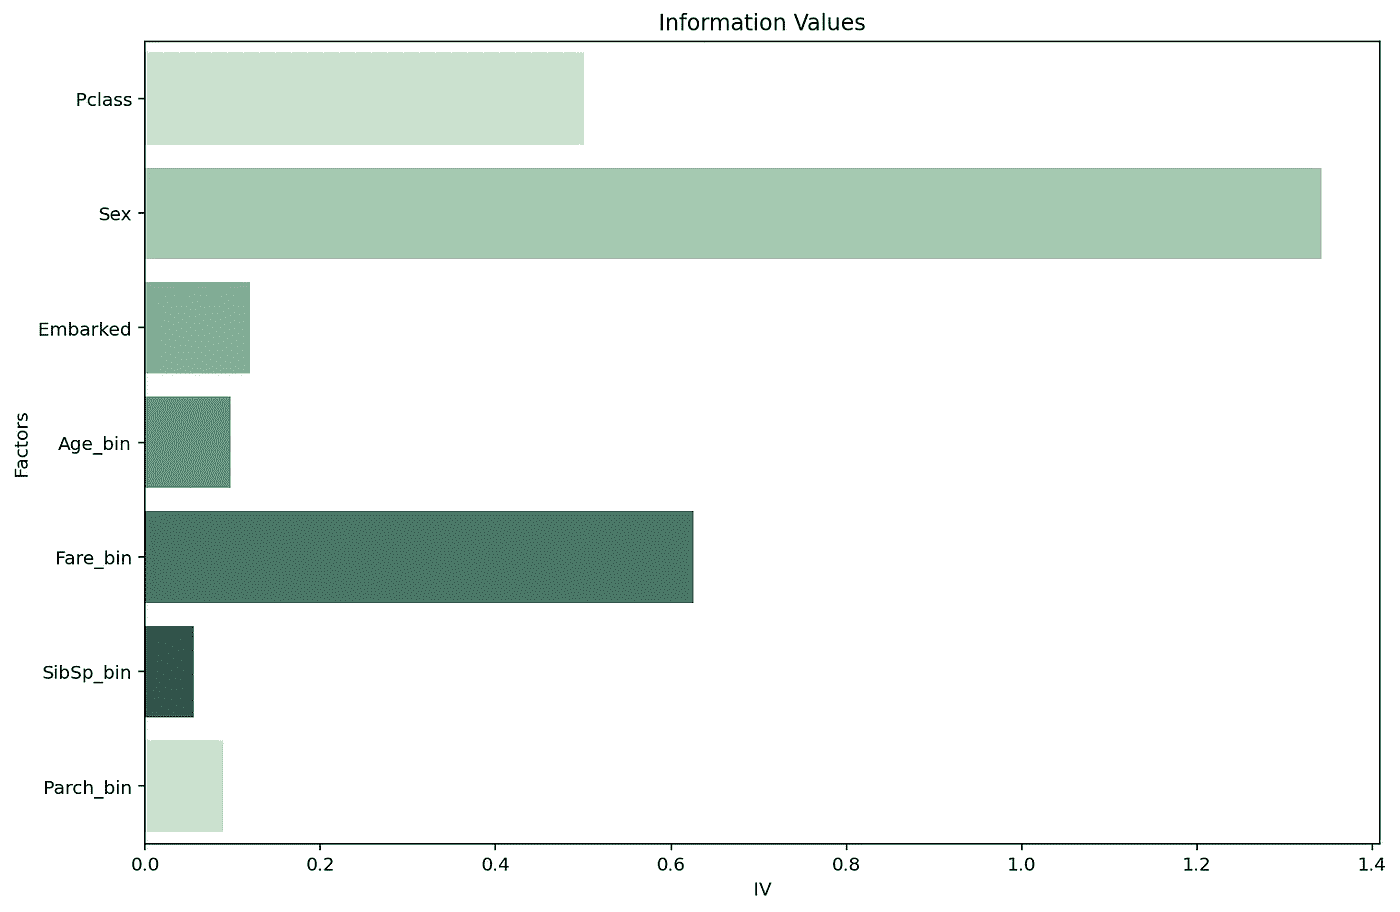 Information Values
Pclass
Sex
Embarked
Age_bin
Fare_bin
SibSp_bin
Parch_bin
Factors
0.0 0.2 0.4 0.6 0.8 1.0 1.2 1.4
IV